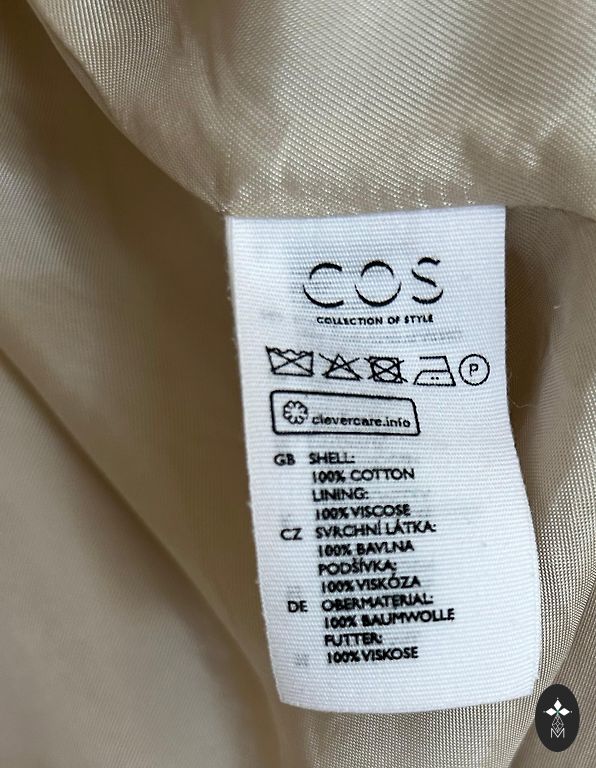 COS
COLLECTION OF STYLE
P
clevercare.info
GB SHELL:
100% COTTON
LINING:
100% VISCOSE
CZ SVRCHNÍ LÁTKA:
100% BAVLNA
PODŠÍVKA:
100% VISKÓZA
DE OBERMATERIAL:
100% BAUMWOLLE
FUTTER:
100% VISKOSE
M